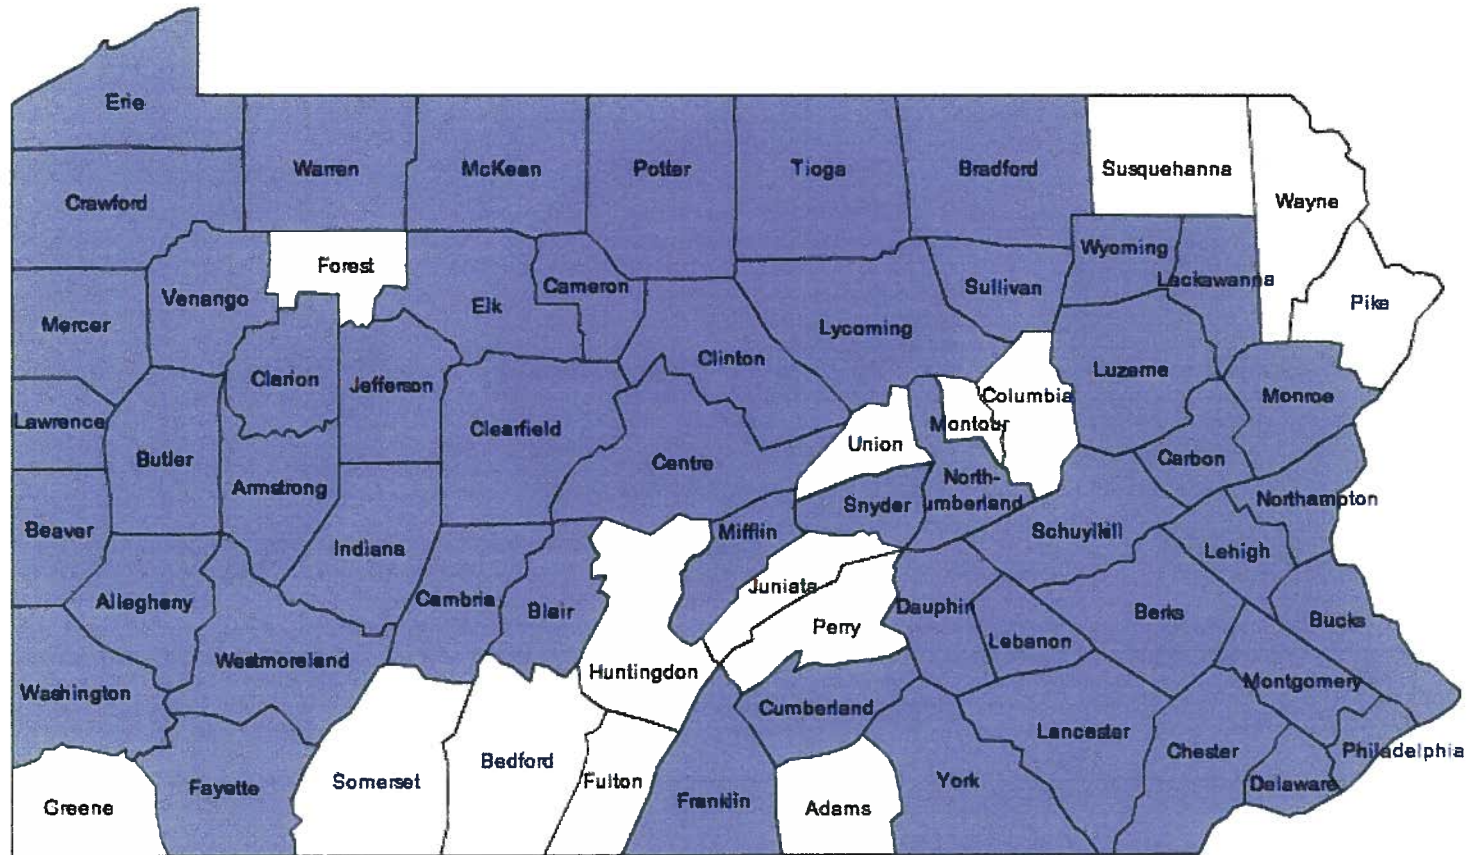 Erie
Warren
McKean
Potter
Tioga
Bradford
Susquehanna
Wayne
Crawford
Forest
Wyoming
Lackawanna
Venango
Elk
Cameron
Sullivan
Pike
Mercer
Lycoming
Clinton
Luzerne
Clarion
Jefferson
Columbia
Monroe
Lawrence
Montour
Clearfield
Union
Butler
Centre
Carbon
Armstrong
North-
umberland
Snyder
Northampton
Beaver
Mifflin
Schuylkill
Indiana
Lehigh
Juniata
Allegheny
Cambria
Blair
Dauphin
Berks
Bucks
Perry
Lebanon
Westmoreland
Huntingdon
Washington
Montgomery
Cumberland
Lancaster
Chester
Philadelphia
Bedford
Somerset
Fulton
York
Delaware
Fayette
Franklin
Greene
Adams